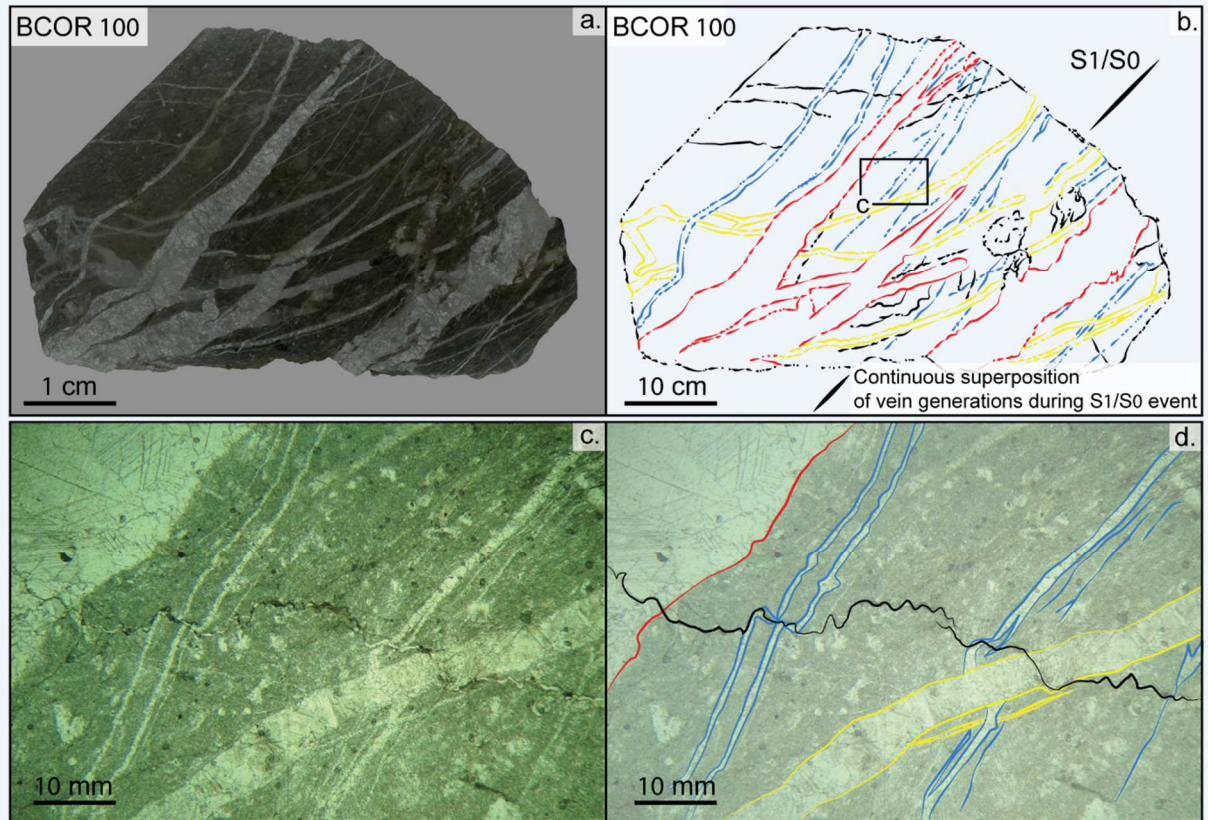 BCOR 100
a.
1 cm
BCOR 100
b.
S1/S0
C
10 cm
Continuous superposition
of vein generations during S1/S0 event
c.
10 mm
d.
10 mm